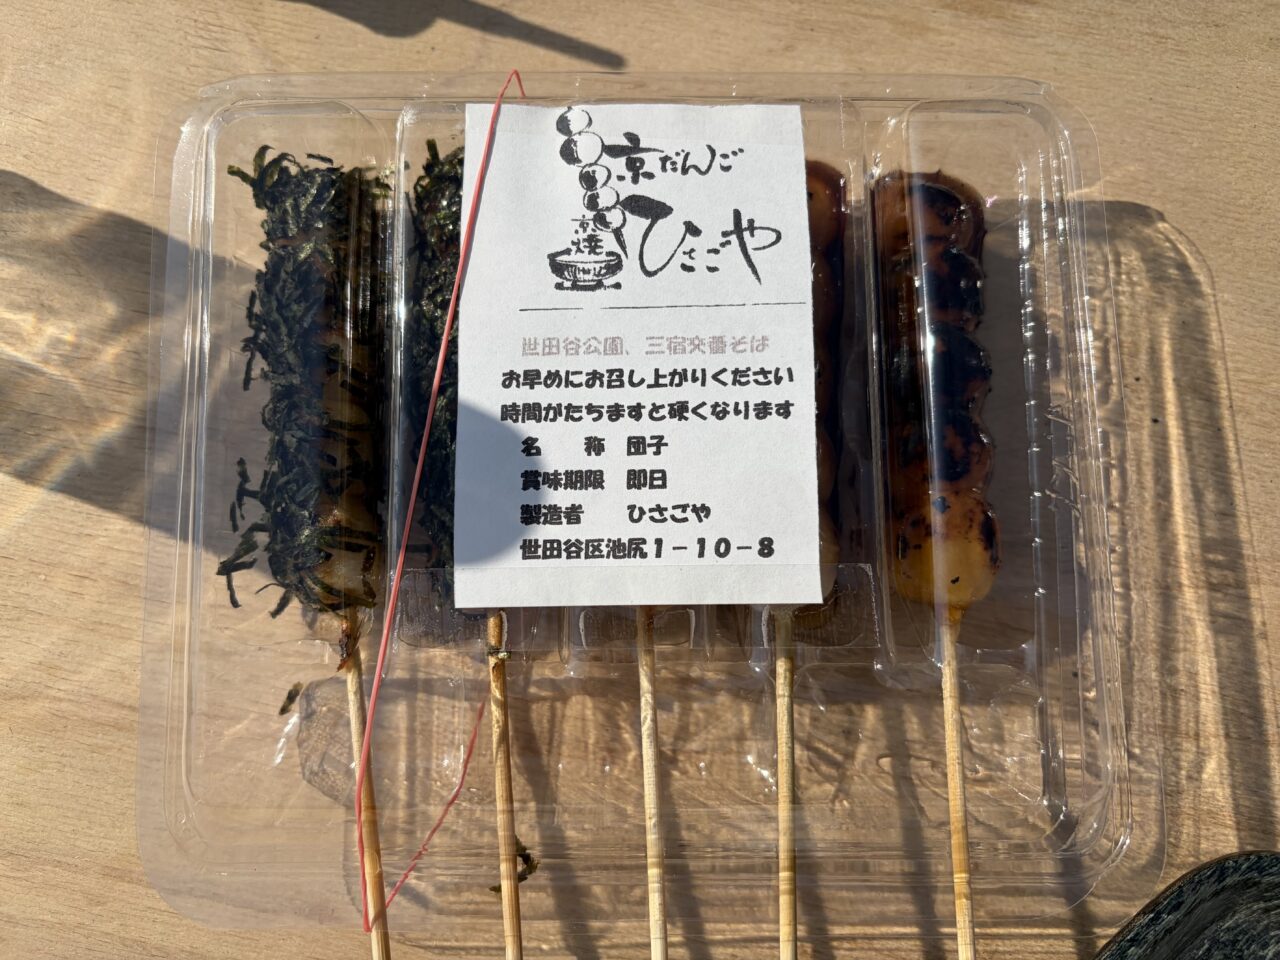 京だんご
ひさごや
京焼
世田谷公園、三宿交番そば
お早めにお召し上がりください
時間がたちますと硬くなります
名　　称　団子
賞味期限　即日
製造者　　ひさごや
世田谷区池尻１－１０－８